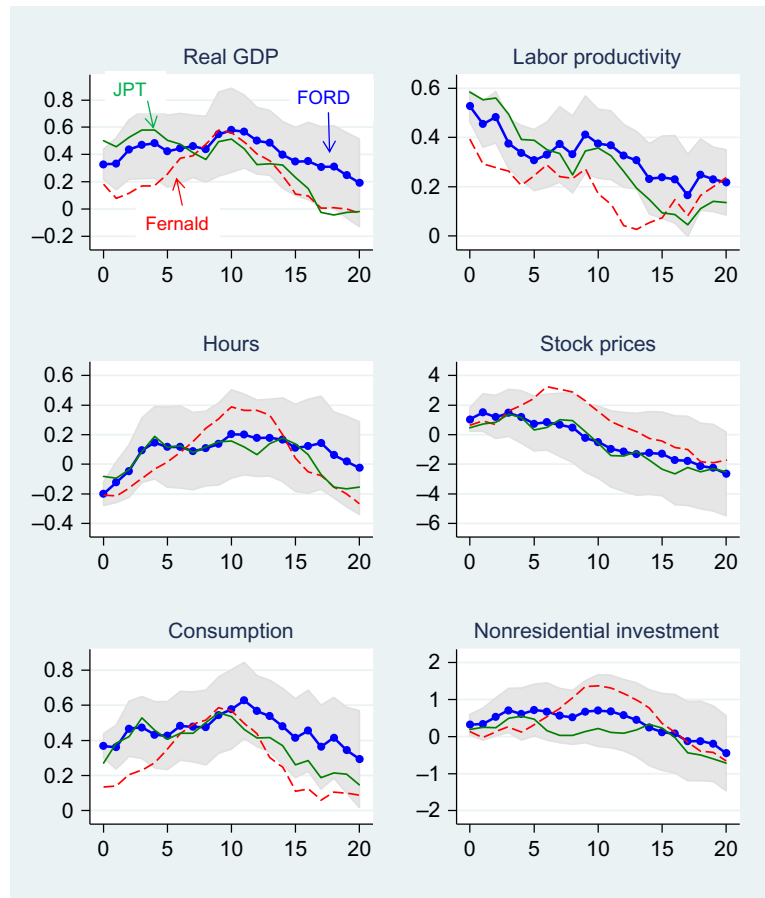 Real GDP
Labor productivity
0.8
0.6
0.4
0.2
0
–0.2
JPT
FORD
Fernald
0 5 10 15 20
0.6
0.4
0.2
0
0 5 10 15 20
Hours
Stock prices
0.6
0.4
0.2
0
–0.2
–0.4
0 5 10 15 20
4
2
0
–2
–4
–6
0 5 10 15 20
Consumption
Nonresidential investment
0.8
0.6
0.4
0.2
0
0 5 10 15 20
2
1
0
–1
–2
0 5 10 15 20